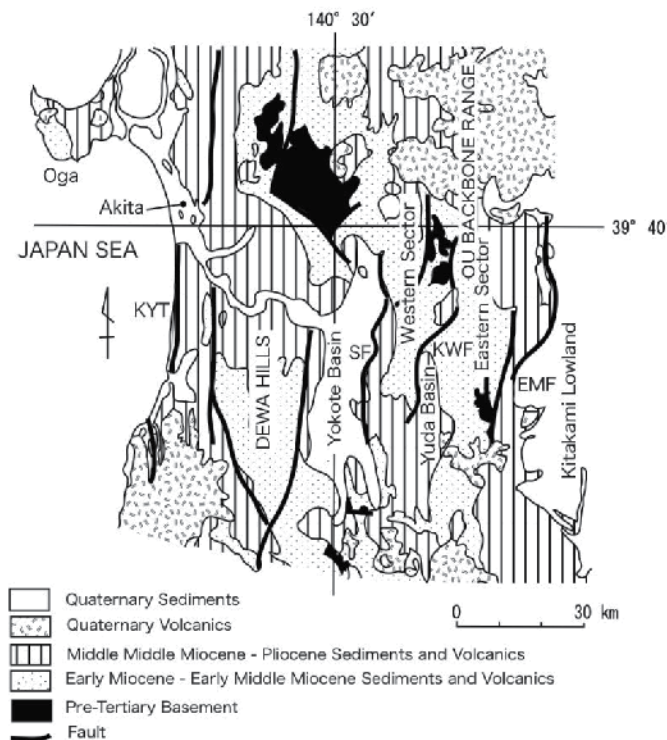 140° 30′
Oga
Akita
39° 40
JAPAN SEA
KYT
DEWA HILLS
Yokote Basin
SF
Western Sector
Yuda Basin
KWF
OU BACKBONE RANGE
Eastern Sector
EMF
Kitakami Lowland
Quaternary Sediments
Quaternary Volcanics
0 30 km
Middle Middle Miocene - Pliocene Sediments and Volcanics
Early Miocene - Early Middle Miocene Sediments and Volcanics
Pre-Tertiary Basement
Fault